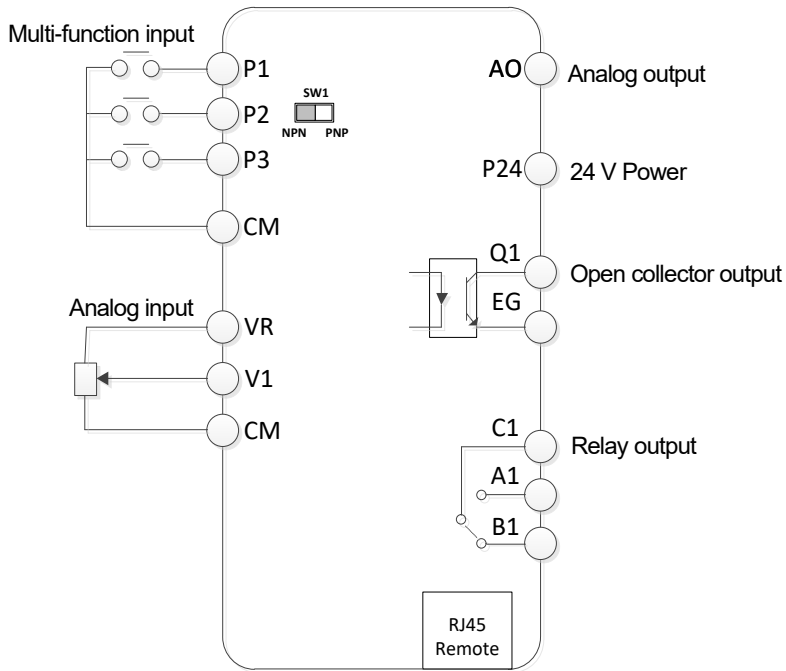 Multi-function input
P1
SW1
P2
NPN PNP
P3
CM
Analog input
VR
V1
CM
AO
Analog output
P24
24 V Power
Q1
Open collector output
EG
C1
Relay output
A1
B1
RJ45
Remote